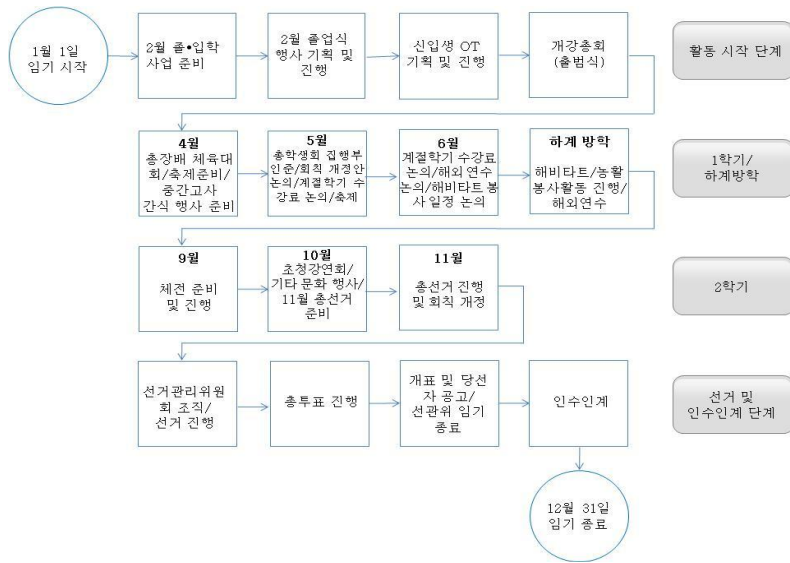 1월 1일
임기 시작
2월 졸•입학
사업 준비
2월 졸업식
행사 기획 및
진행
신입생 OT
기획 및 진행
개강총회
(출범식)
활동 시작 단계
4월
총장배 체육대
회/축제준비/
중간고사
간식 행사 준비
5월
총학생회 집행부
인준/회칙 개정안
논의/계절학기 수
강료 논의/축제
6월
계절학기 수강료
논의/해외연수
논의/해비타트 봉
사일정 논의
하계 방학
해비타트/농활
봉사활동 진행/
해외연수
1학기/
하계방학
9월
체전 준비
및 진행
10월
초청강연회/
기타 문화 행사/
11월 총선거
준비
11월
총선거 진행
및 회칙 개정
2학기
선거관리위원
회 조직/
선거 진행
총투표 진행
개표 및 당선
자 공고/
선관위 임기
종료
인수인계
선거 및
인수인계 단계
12월 31일
임기 종료